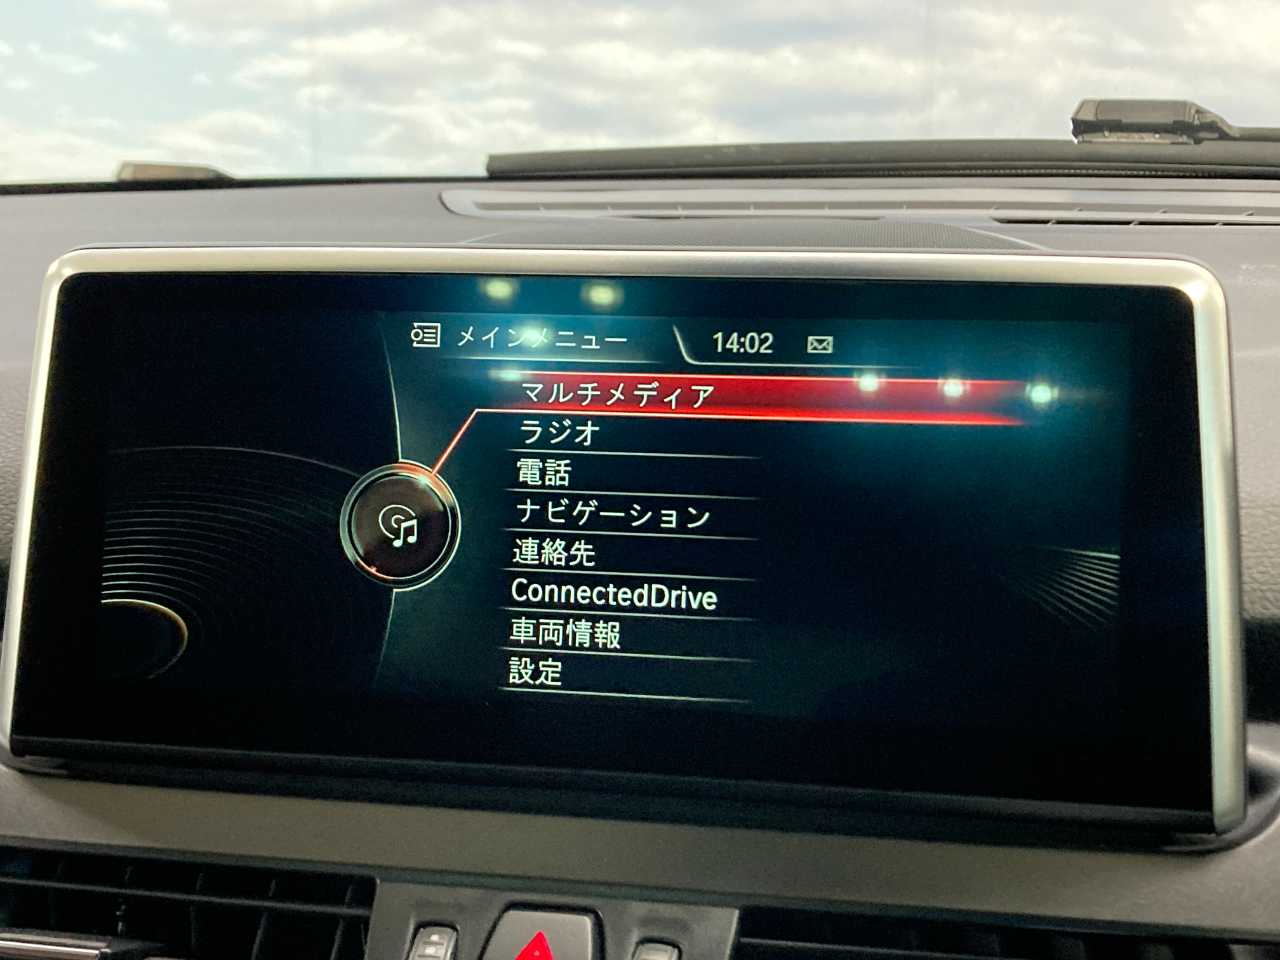 メインメニュー 14:02
マルチメディア
ラジオ
電話
ナビゲーション
連絡先
ConnectedDrive
車両情報
設定